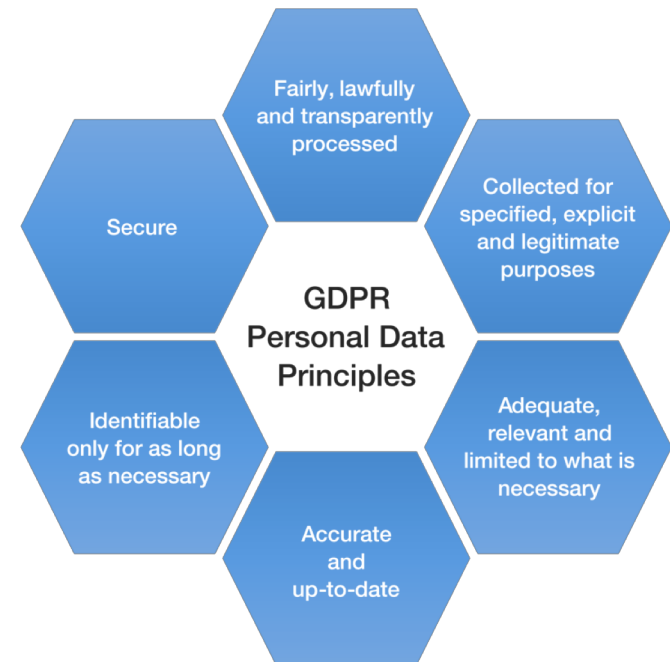 Fairly, lawfully
and transparently
processed
Collected for
specified, explicit
and legitimate
purposes
Adequate,
relevant and
limited to what is
necessary
Accurate
and
up-to-date
Identifiable
only for as long
as necessary
Secure
GDPR
Personal Data
Principles